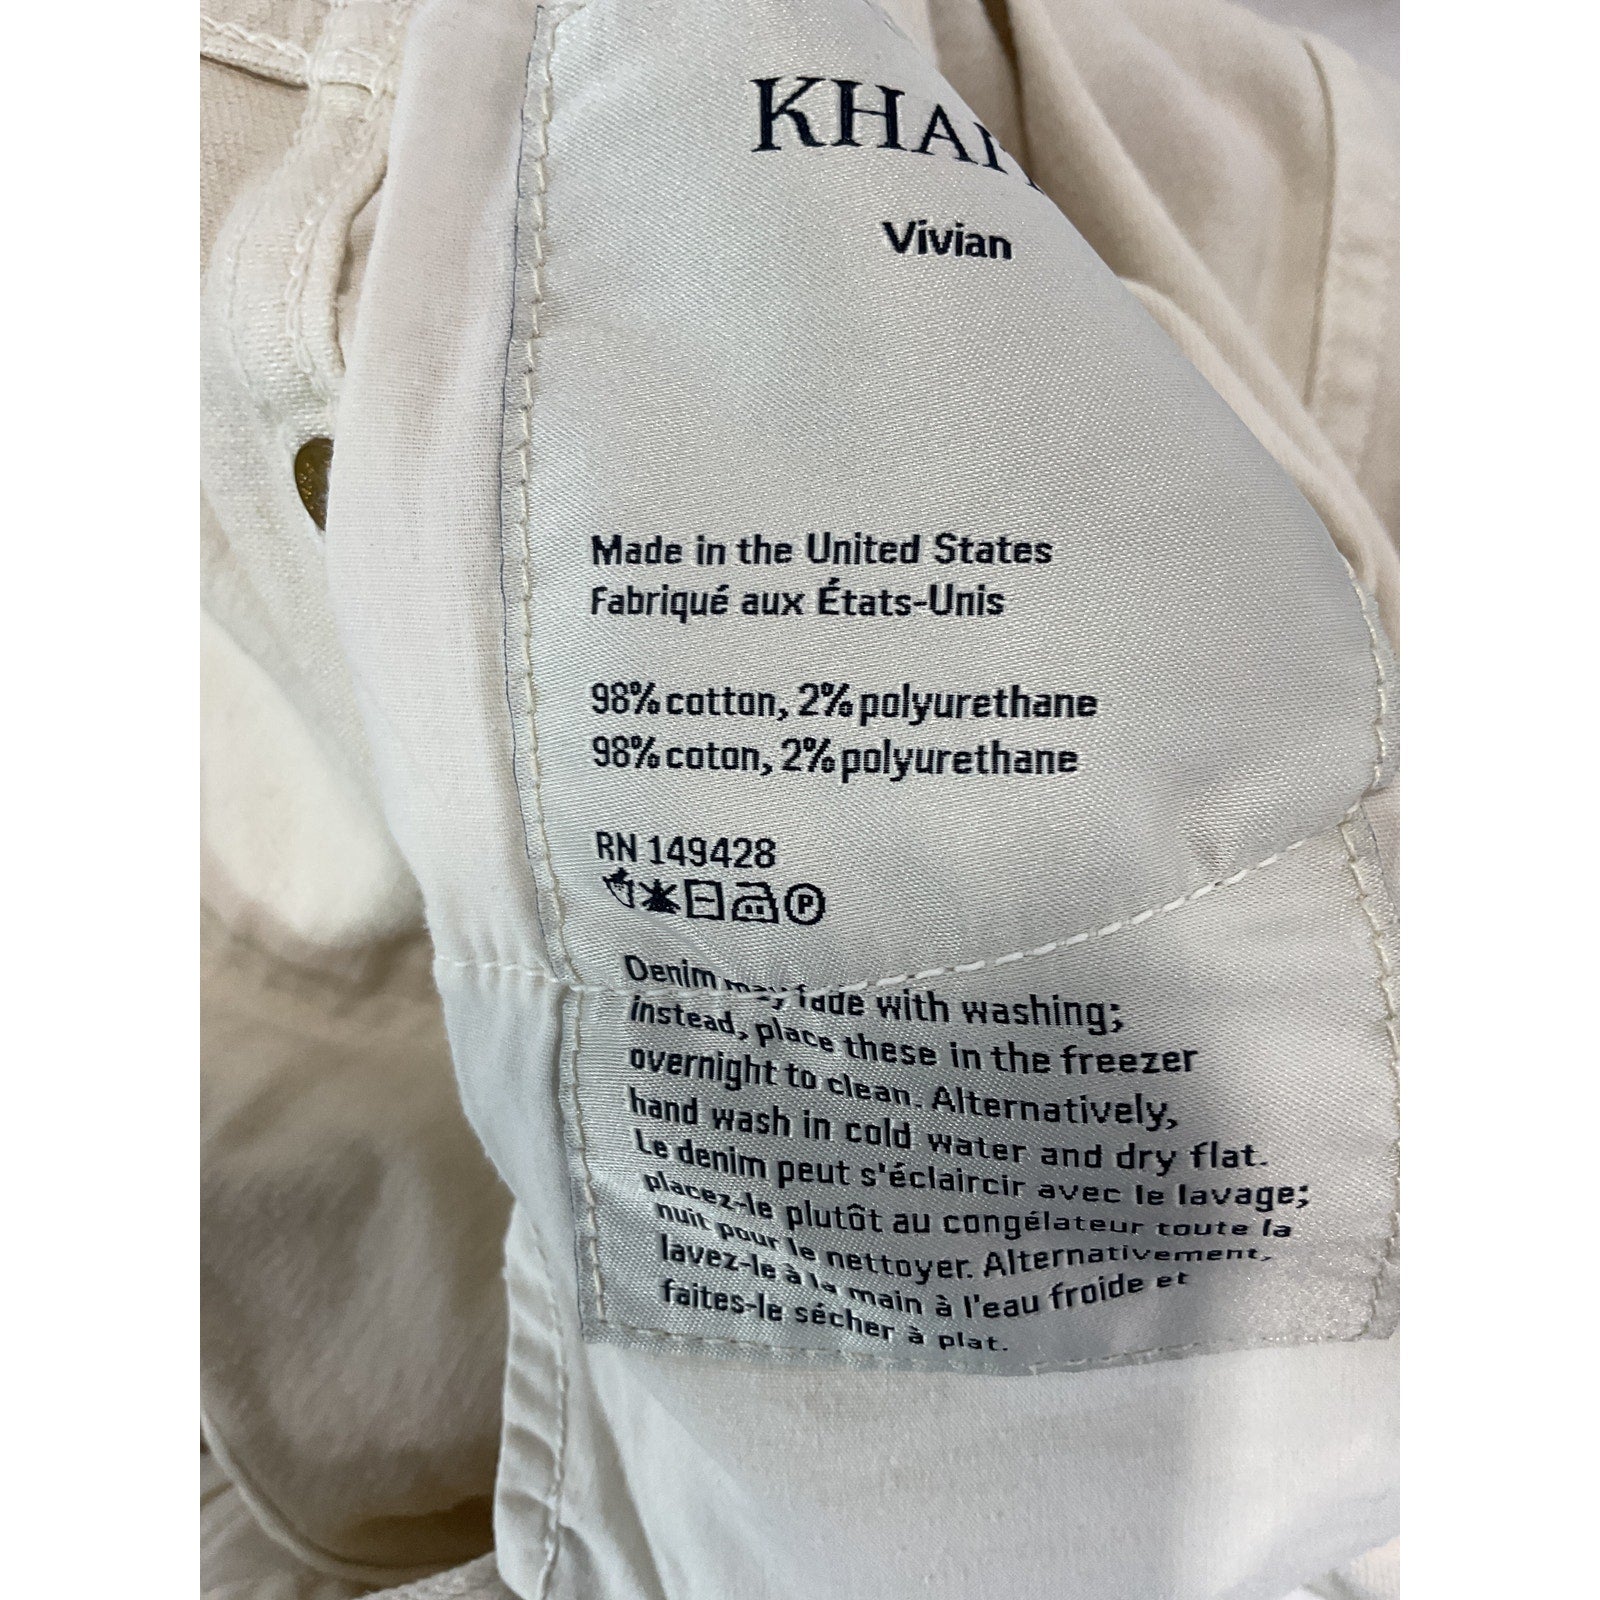 Vivian
Made in the United States
Fabriqué aux États-Unis
98% cotton, 2% polyurethane
98% coton, 2% polyurethane
RN 149428
P
Denim may fade with washing;
instead, place these in the freezer
overnight to clean. Alternatively,
hand wash in cold water and dry flat.
Le denim peut s'éclaircir avec le lavage;
placez-le plutôt au congélateur toute la
nuit pour le nettoyer. Alternativement,
lavez-le à la main à l'eau froide et
faites-le sécher à plat.